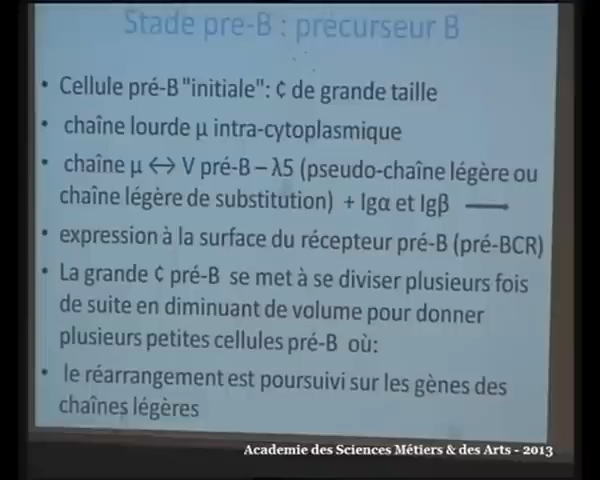 Stade pre-B : précurseur B
• Cellule pré-B "initiale": ¢ de grande taille
• chaîne lourde µ intra-cytoplasmique
• chaîne µ ↔ V pré-B – λ5 (pseudo-chaîne légère ou
chaîne légère de substitution) + Igα et Igβ
• expression à la surface du récepteur pré-B (pré-BCR)
• La grande ¢ pré-B se met à se diviser plusieurs fois
de suite en diminuant de volume pour donner
plusieurs petites cellules pré-B où:
• le réarrangement est poursuivi sur les gènes des
chaînes légères
Academie des Sciences Métiers & des Arts - 2013